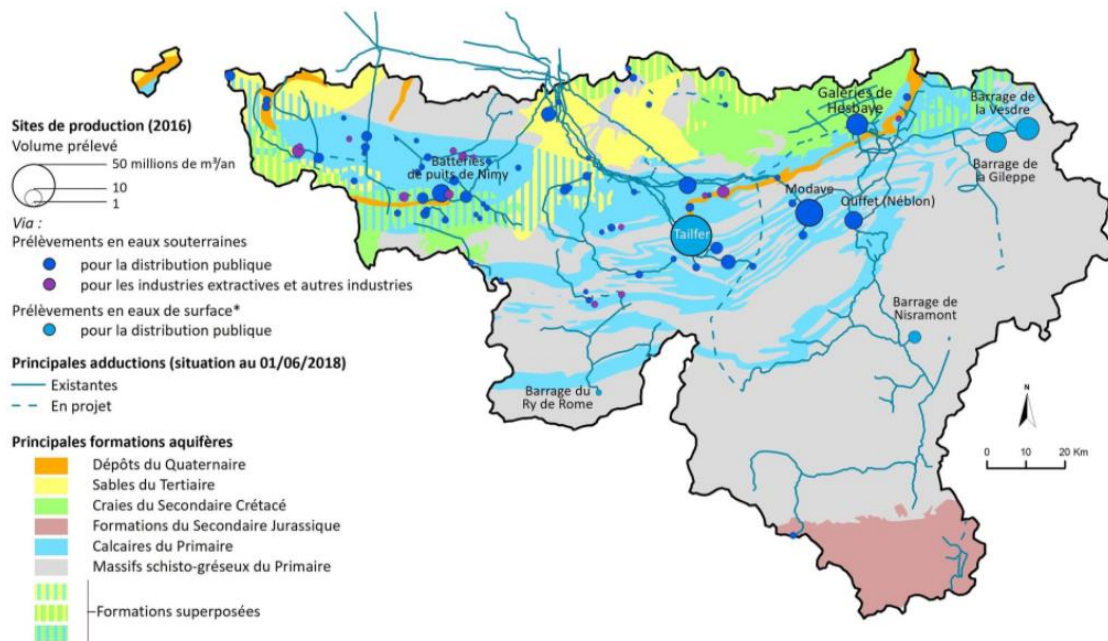 Sites de production (2016)
Volume prélevé
50 millions de m³/an
10
1
Via :
Prélèvements en eaux souterraines
pour la distribution publique
pour les industries extractives et autres industries
Prélèvements en eaux de surface*
pour la distribution publique
Principales adductions (situation au 01/06/2018)
Existantes
En projet
Principales formations aquifères
Dépôts du Quaternaire
Sables du Tertiaire
Craies du Secondaire Crétacé
Formations du Secondaire Jurassique
Calcaires du Primaire
Massifs schisto-gréseux du Primaire
Formations superposées
Galeries de
Hesbaye
Barrage de
la Vesdre
Barrage de
la Gileppe
Batteries
de puits de Nimy
Modave
Ouffet (Néblon)
Tailfer
Barrage de
Nisramont
Barrage du
Ry de Rome
N
0 10 20 Km